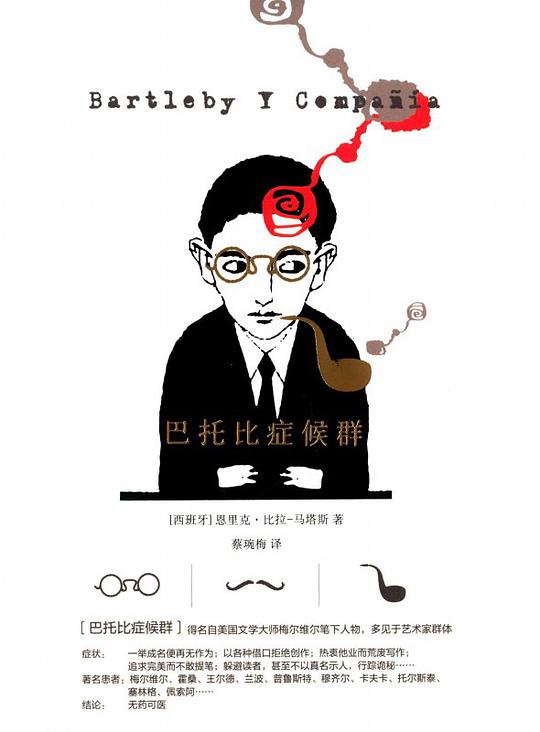 Bartleby Y Compañía
巴托比症候群
[西班牙] 恩里克·比拉-马塔斯 著
蔡琬梅 译
[ 巴托比症候群 ] 得名自美国文学大师梅尔维尔笔下人物，多见于艺术家群体
症状： 一举成名便再无作为；以各种借口拒绝创作；热衷他业而荒废写作；
追求完美而不敢提笔；躲避读者，甚至不以真名示人，行踪诡秘……
著名患者：梅尔维尔、霍桑、王尔德、兰波、普鲁斯特、穆齐尔、卡夫卡、托尔斯泰、
塞林格、佩索阿……
结论： 无药可医